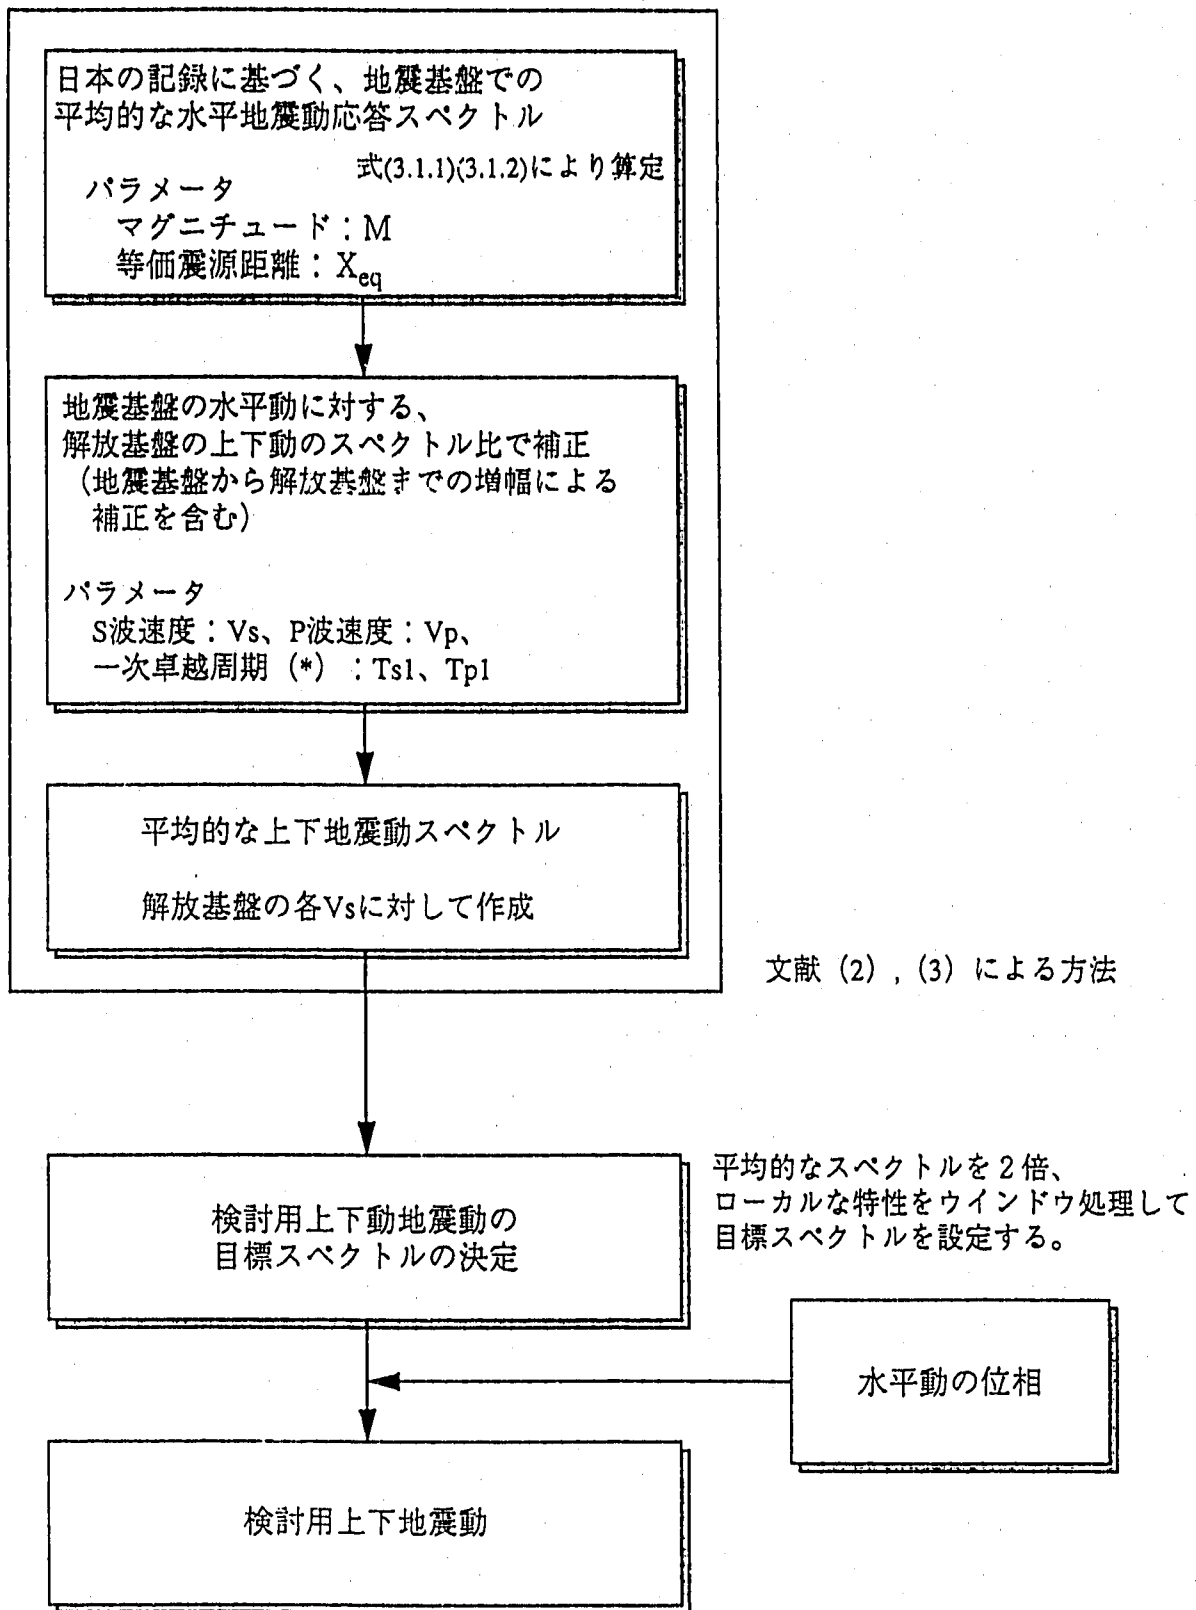 日本の記録に基づく、地震基盤での
平均的な水平地震動応答スペクトル
式(3.1.1)(3.1.2)により算定
パラメータ
マグニチュード：M
等価震源距離：Xeq
地震基盤の水平動に対する、
解放基盤の上下動のスペクトル比で補正
（地震基盤から解放基盤までの増幅による
補正を含む）
パラメータ
S波速度：Vs、P波速度：Vp、
一次卓越周期（*）：Ts1、Tp1
平均的な上下地震動スペクトル
解放基盤の各Vsに対して作成
文献（2）,（3）による方法
検討用上下動地震動の
目標スペクトルの決定
平均的なスペクトルを２倍、
ローカルな特性をウインドウ処理して
目標スペクトルを設定する。
水平動の位相
検討用上下地震動